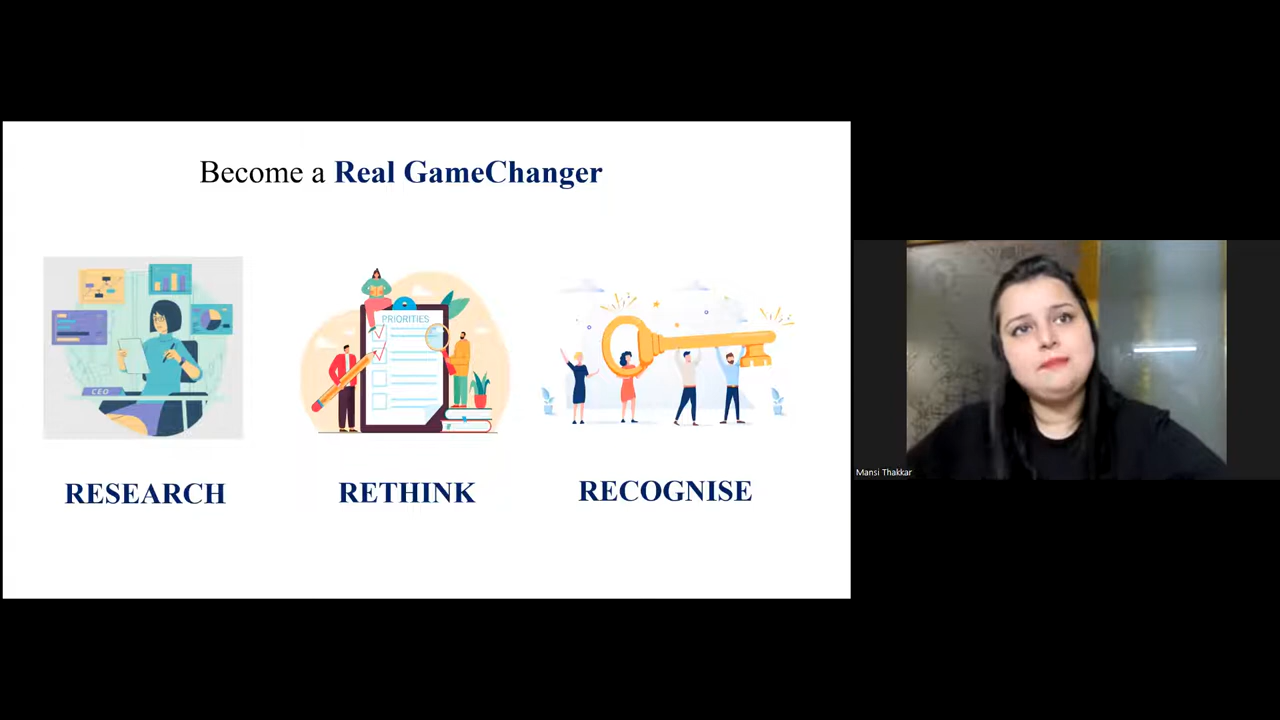 Become a Real GameChanger
PRIORITIES
CEO
RESEARCH
RETHINK
RECOGNISE
Mansi Thakkar